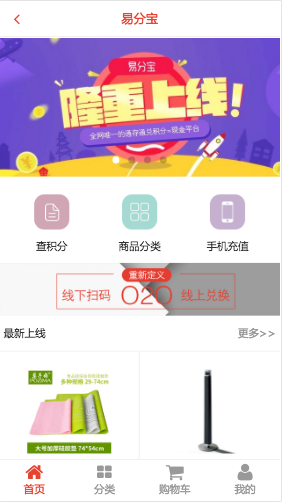 易分宝
易分宝
隆重上线!
全网唯一的通存通兑积分=现金平台
查积分
商品分类
手机充值
重新定义
线下扫码 O2O 线上兑换
最新上线
更多>>
多种规格 29-74cm
大号加厚硅胶垫 74*54cm
首页
分类
购物车
我的